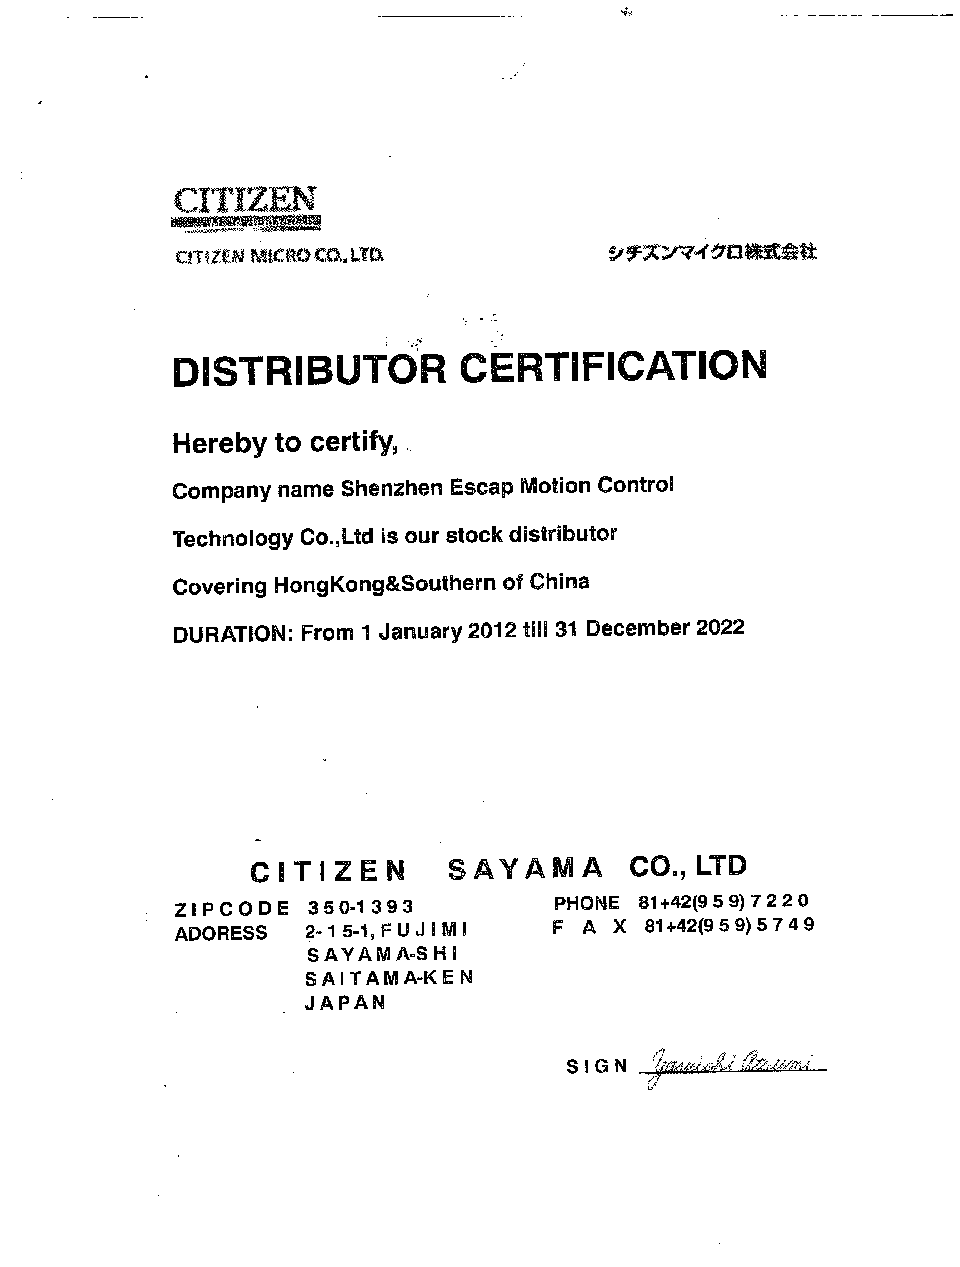 CITIZEN
CITIZEN MICRO CO., LTD.
シチズンマイクロ株式会社
DISTRIBUTOR CERTIFICATION
Hereby to certify,
Company name Shenzhen Escap Motion Control
Technology Co.,Ltd is our stock distributor
Covering HongKong&Southern of China
DURATION: From 1 January 2012 till 31 December 2022
CITIZEN SAYAMA CO., LTD
ZIPCODE 350-1393
PHONE 81+42(959)7220
ADORESS 2-15-1, FUJIMI
FAX 81+42(959)5749
SAYAMA-SHI
SAITAMA-KEN
JAPAN
SIGN